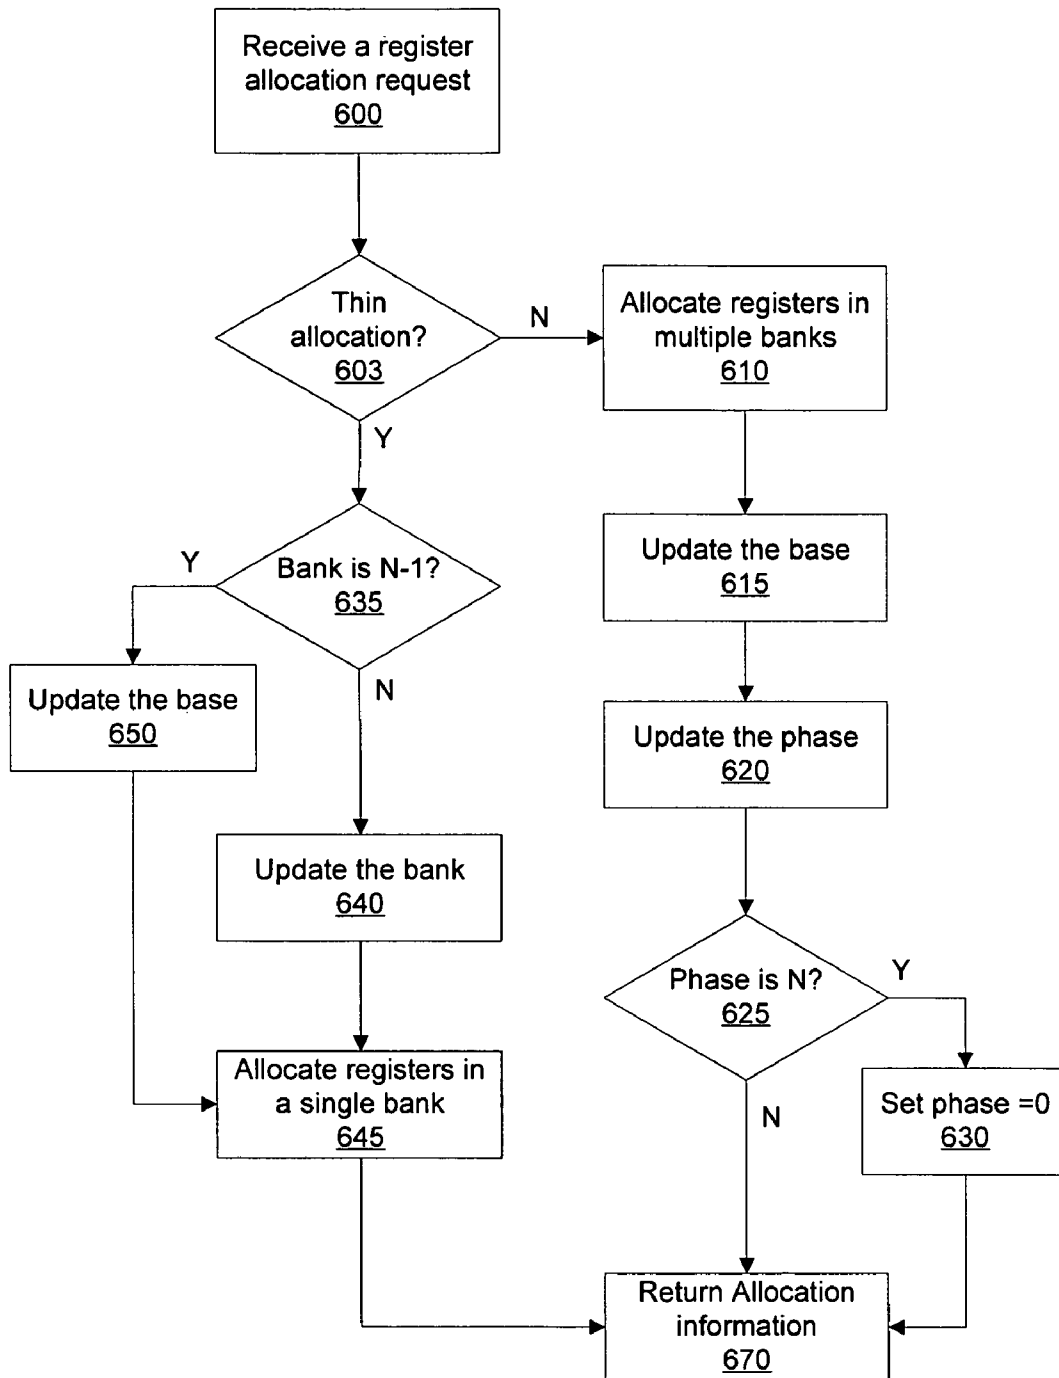 Receive a register
allocation request
600
Thin
allocation?
603
N
Allocate registers in
multiple banks
610
Y
Update the base
615
Y
Bank is N-1?
635
N
Update the base
650
Update the phase
620
Update the bank
640
Phase is N?
625
Y
N
Allocate registers in
a single bank
645
Set phase =0
630
Return Allocation
information
670